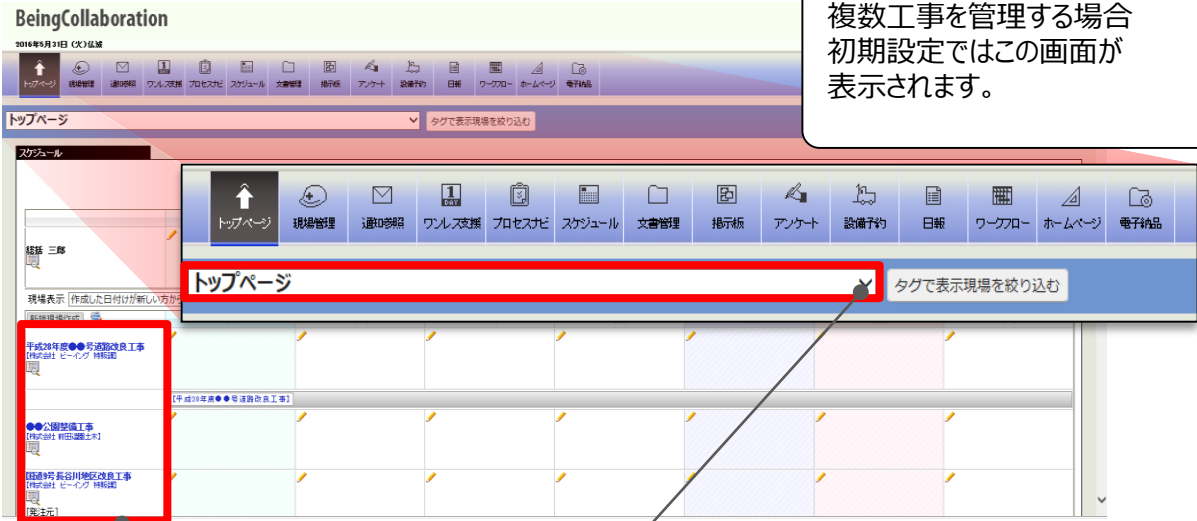 BeingCollaboration
2016年5月31日 (火)仏滅
複数工事を管理する場合
初期設定ではこの画面が
表示されます。
トップページ 現場管理 通知参照 ワンレス支援 プロセスナビ スケジュール 文書管理 掲示板 アンケート 設備予約 日報 ワークフロー ホームページ 電子納品
トップページ タグで表示現場を絞り込む
スケジュール
トップページ 現場管理 通知参照 ワンレス支援 プロセスナビ スケジュール 文書管理 掲示板 アンケート 設備予約 日報 ワークフロー ホームページ 電子納品
トップページ タグで表示現場を絞り込む
総括 三郎
現場表示 作成した日付けが新しい方から
新規現場作成
平成28年度●●号道路改良工事
【株式会社 ビーイング 特販課】
【平成28年度●●号道路改良工事】
●●公園整備工事
【株式会社 前田造園土木】
国道9号長谷川地区改良工事
【株式会社 ビーイング 特販課】
[発注元]